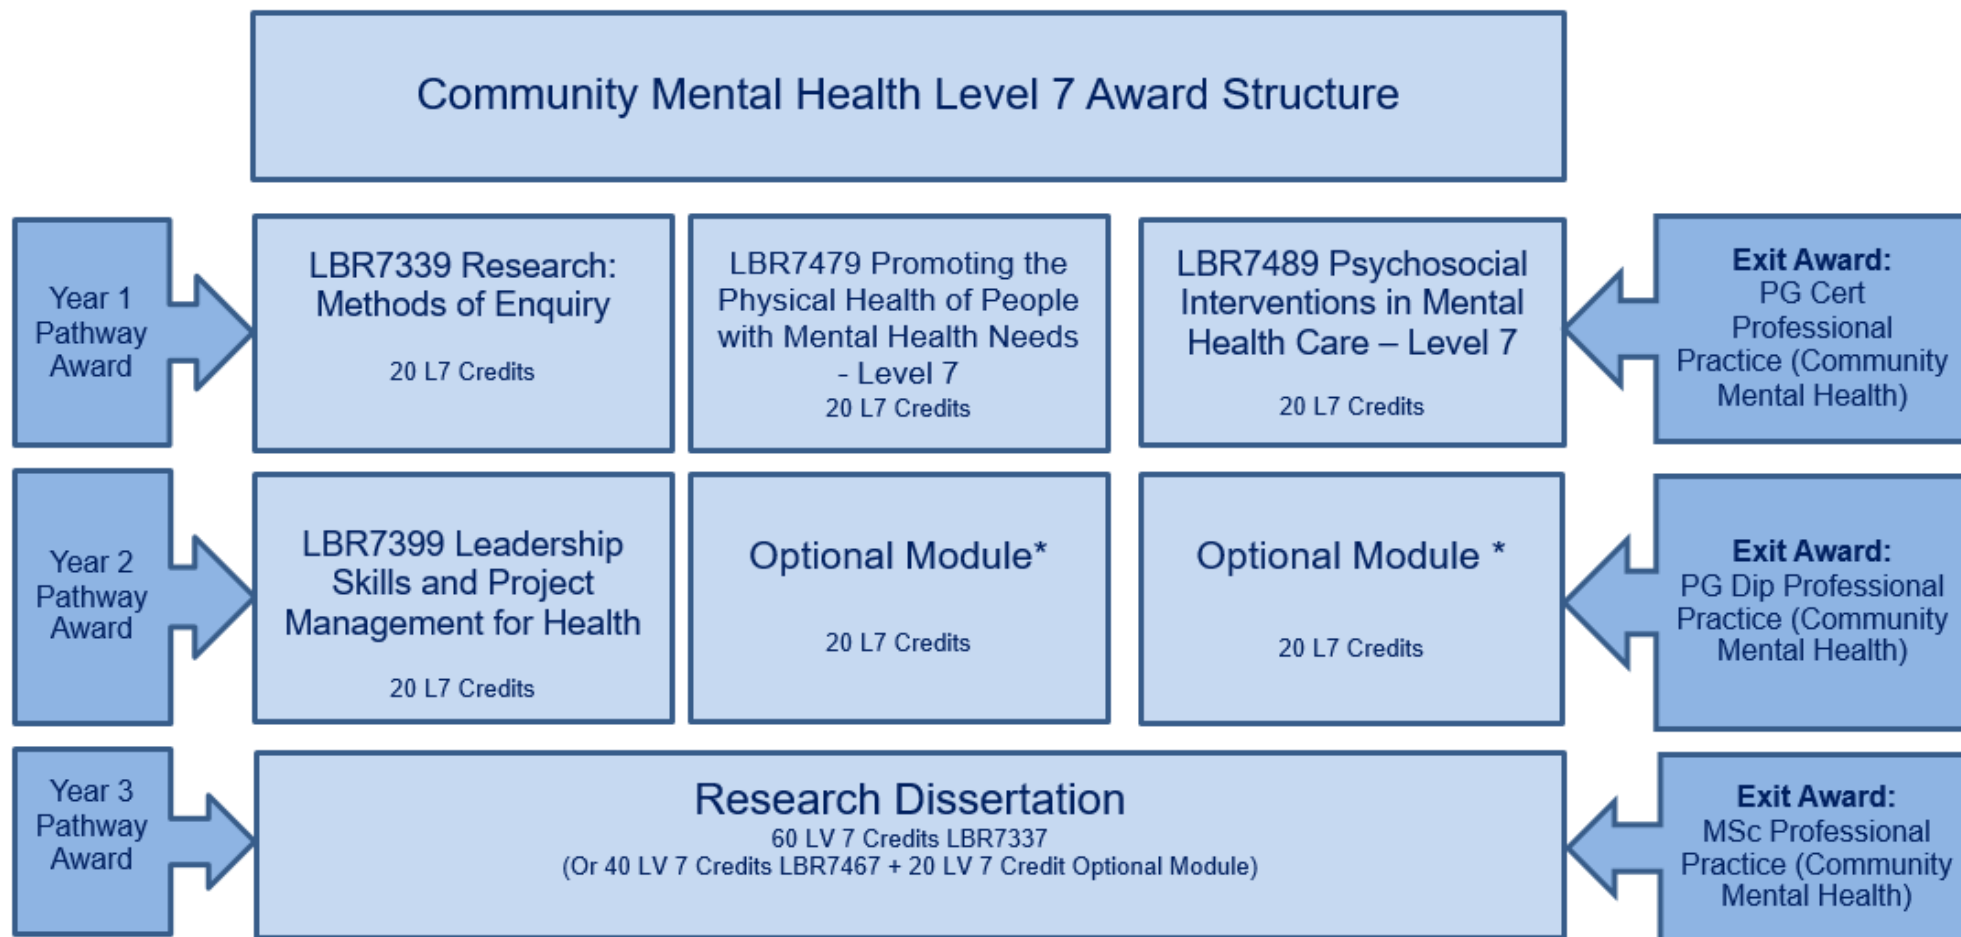 Community Mental Health Level 7 Award Structure
Year 1
Pathway
Award
LBR7339 Research:
Methods of Enquiry
20 L7 Credits
LBR7479 Promoting the
Physical Health of People
with Mental Health Needs
- Level 7
20 L7 Credits
LBR7489 Psychosocial
Interventions in Mental
Health Care – Level 7
20 L7 Credits
Exit Award:
PG Cert
Professional
Practice (Community
Mental Health)
Year 2
Pathway
Award
LBR7399 Leadership
Skills and Project
Management for Health
20 L7 Credits
Optional Module*
20 L7 Credits
Optional Module *
20 L7 Credits
Exit Award:
PG Dip Professional
Practice (Community
Mental Health)
Year 3
Pathway
Award
Research Dissertation
60 LV 7 Credits LBR7337
(Or 40 LV 7 Credits LBR7467 + 20 LV 7 Credit Optional Module)
Exit Award:
MSc Professional
Practice (Community
Mental Health)